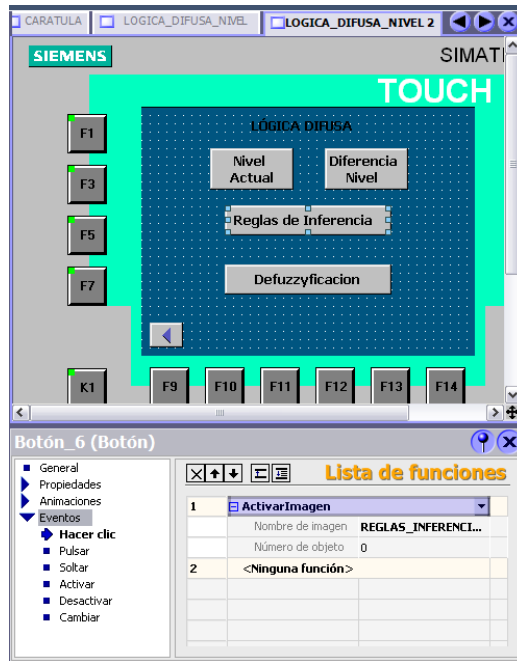 CARATULA LOGICA_DIFUSA_NIVEL LOGICA_DIFUSA_NIVEL 2
SIEMENS SIMATI
TOUCH
LÓGICA DIFUSA
F1
Nivel Actual
Diferencia Nivel
F3
Reglas de Inferencia
F5
Defuzzyficacion
F7
K1 F9 F10 F11 F12 F13 F14
Botón_6 (Botón)
General
Propiedades
Animaciones
Eventos
Hacer clic
Pulsar
Soltar
Activar
Desactivar
Cambiar
Lista de funciones
1 ActivarImagen
Nombre de imagen REGLAS_INFERENCI...
Número de objeto 0
2 <Ninguna función>